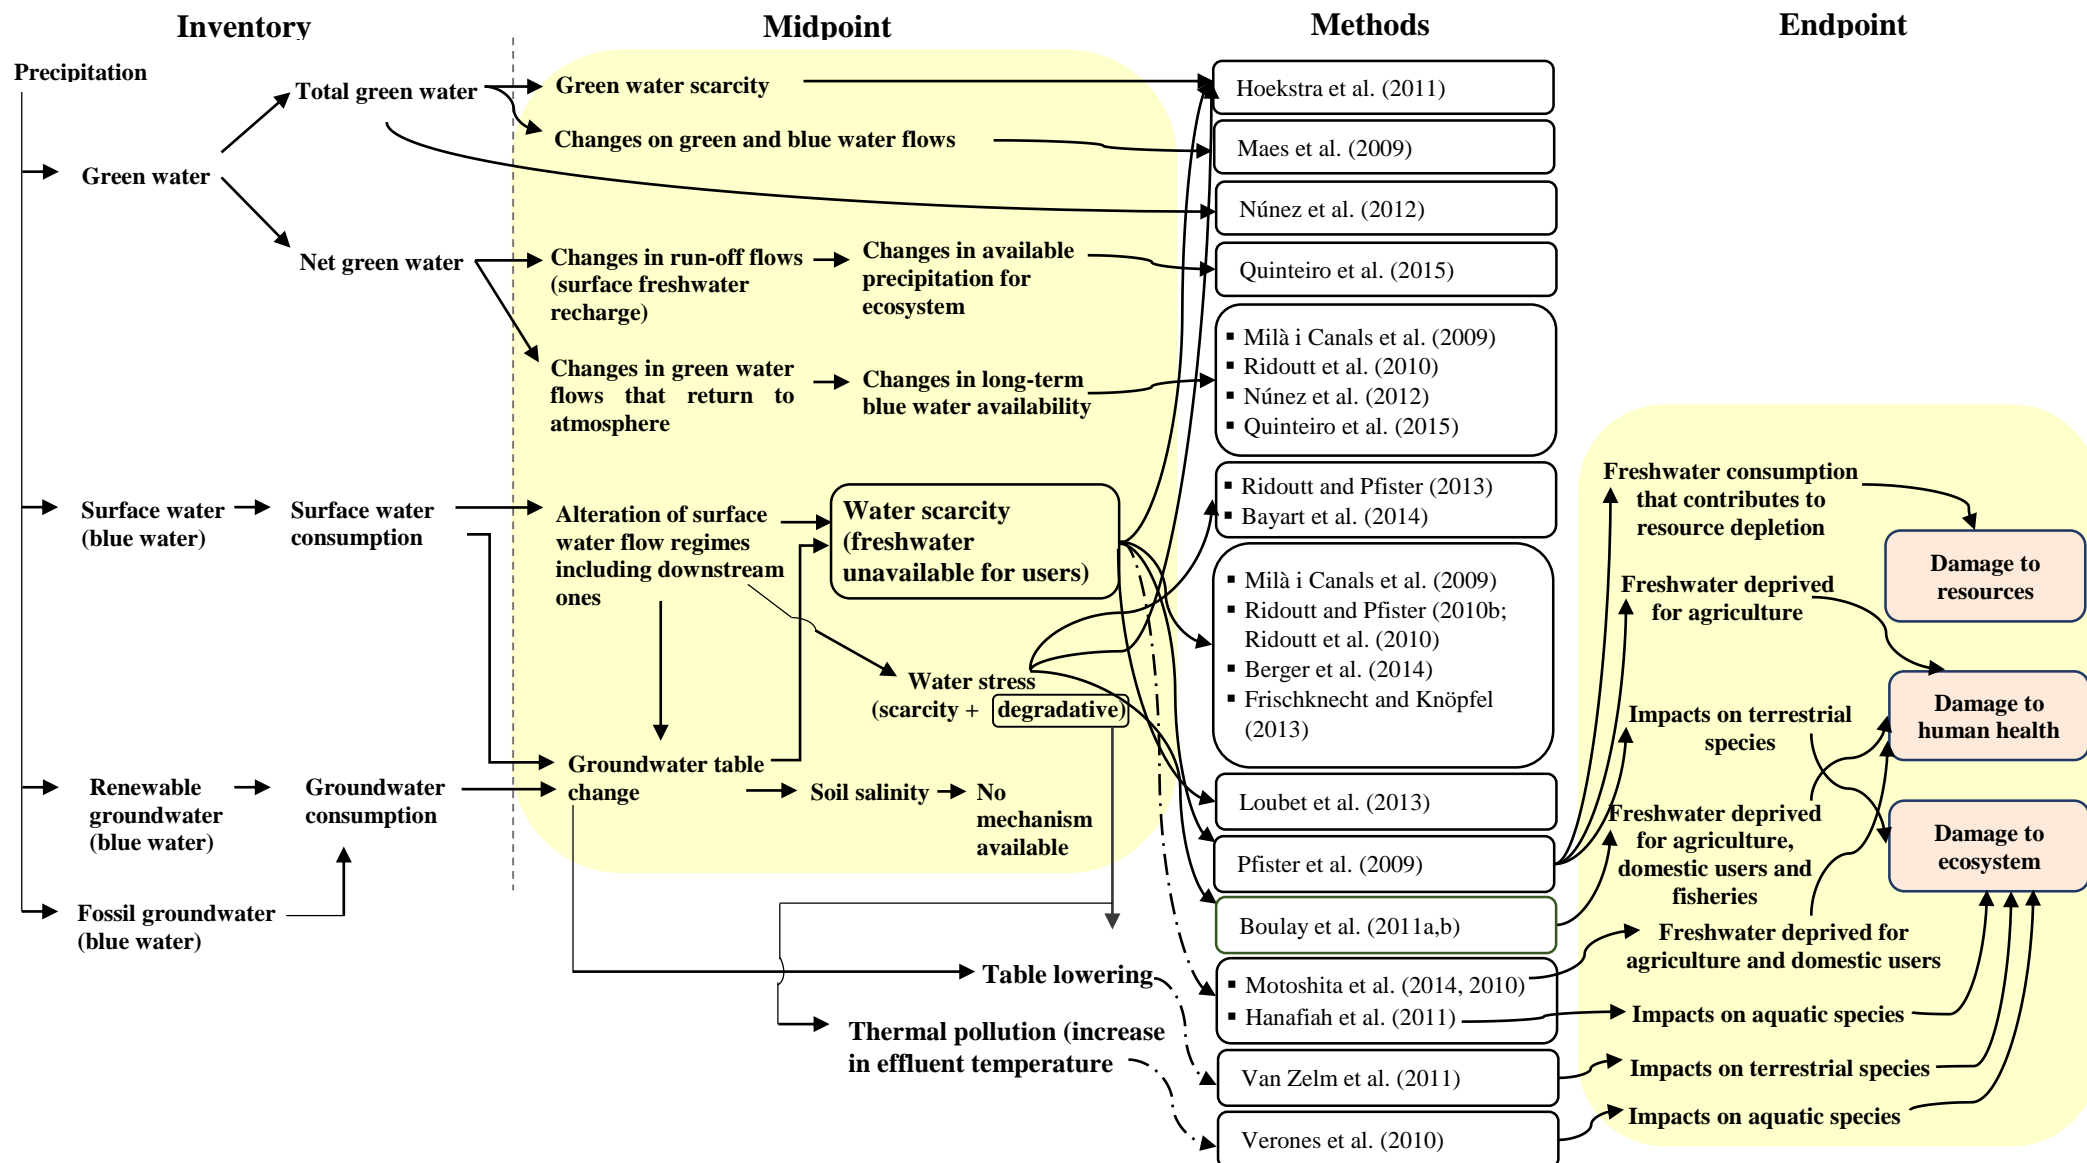 Inventory
Midpoint
Methods
Endpoint
Precipitation
Total green water
Green water
Net green water
Surface water
(blue water)
Surface water
consumption
Renewable
groundwater
(blue water)
Groundwater
consumption
Fossil groundwater
(blue water)
Green water scarcity
Changes on green and blue water flows
Changes in run-off flows
(surface freshwater
recharge)
Changes in available
precipitation for
ecosystem
Changes in green water
flows that return to
atmosphere
Changes in long-term
blue water availability
Alteration of surface
water flow regimes
including downstream
ones
Water scarcity
(freshwater
unavailable for users)
Water stress
(scarcity + degradative)
Groundwater table
change
Soil salinity
No
mechanism
available
Table lowering
Thermal pollution (increase
in effluent temperature
Hoekstra et al. (2011)
Maes et al. (2009)
Núnez et al. (2012)
Quinteiro et al. (2015)
▪ Milà i Canals et al. (2009)
▪ Ridoutt et al. (2010)
▪ Núnez et al. (2012)
▪ Quinteiro et al. (2015)
▪ Ridoutt and Pfister (2013)
▪ Bayart et al. (2014)
▪ Milà i Canals et al. (2009)
▪ Ridoutt and Pfister (2010b;
Ridoutt et al. (2010)
▪ Berger et al. (2014)
▪ Frischknecht and Knöpfel
(2013)
Loubet et al. (2013)
Pfister et al. (2009)
Boulay et al. (2011a,b)
▪ Motoshita et al. (2014, 2010)
▪ Hanafiah et al. (2011)
Van Zelm et al. (2011)
Verones et al. (2010)
Freshwater consumption
that contributes to
resource depletion
Freshwater deprived
for agriculture
Impacts on terrestrial
species
Freshwater deprived
for agriculture,
domestic users and
fisheries
Freshwater deprived for
agriculture and domestic users
Impacts on aquatic species
Impacts on terrestrial species
Impacts on aquatic species
Damage to
resources
Damage to
human health
Damage to
ecosystem